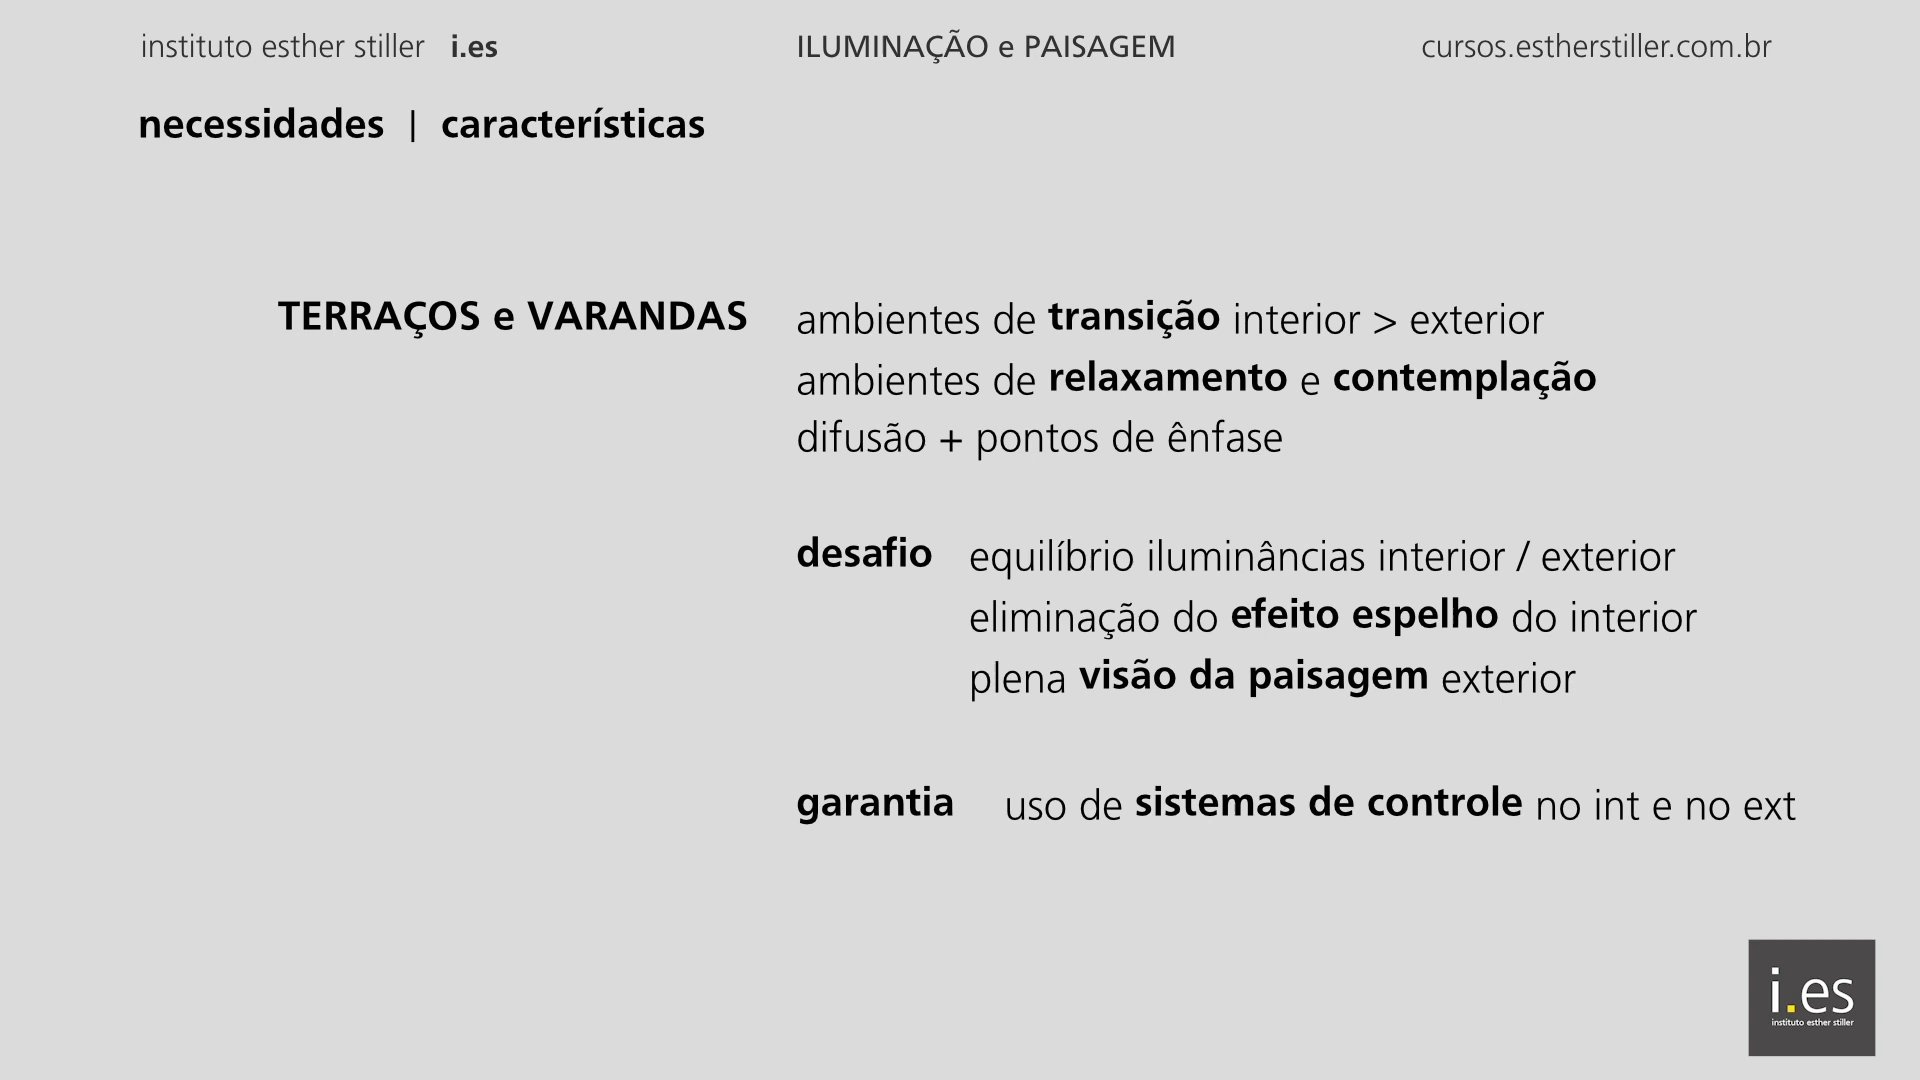 instituto esther stiller i.es ILUMINAÇÃO e PAISAGEM cursos.estherstiller.com.br
necessidades | características
TERRAÇOS e VARANDAS ambientes de transição interior > exterior
ambientes de relaxamento e contemplação
difusão + pontos de ênfase
desafio equilíbrio iluminâncias interior / exterior
eliminação do efeito espelho do interior
plena visão da paisagem exterior
garantia uso de sistemas de controle no int e no ext
i.es
instituto esther stiller